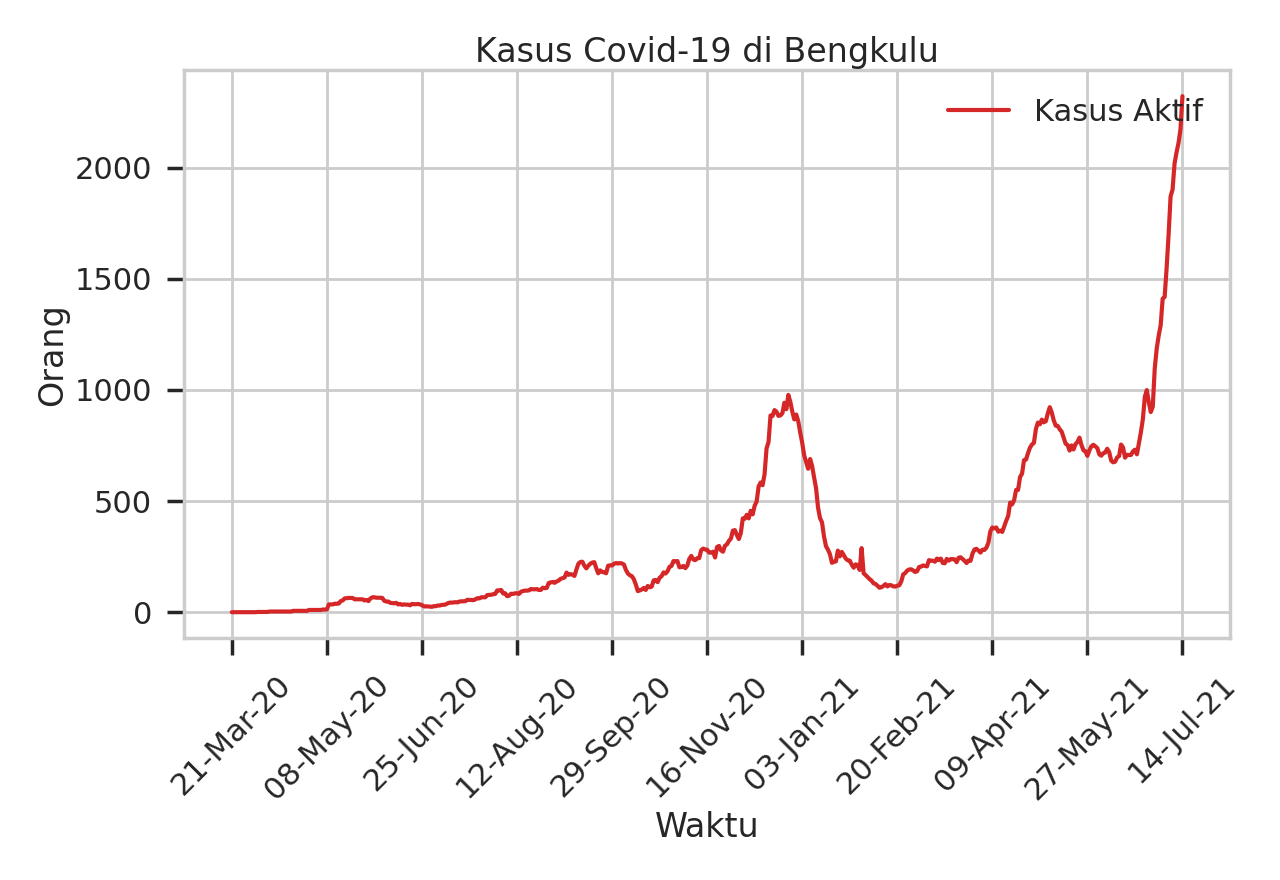 Kasus Covid-19 di Bengkulu
Kasus Aktif
Orang
2000
1500
1000
500
0
21-Mar-20
08-May-20
25-Jun-20
12-Aug-20
29-Sep-20
16-Nov-20
03-Jan-21
20-Feb-21
09-Apr-21
27-May-21
14-Jul-21
Waktu